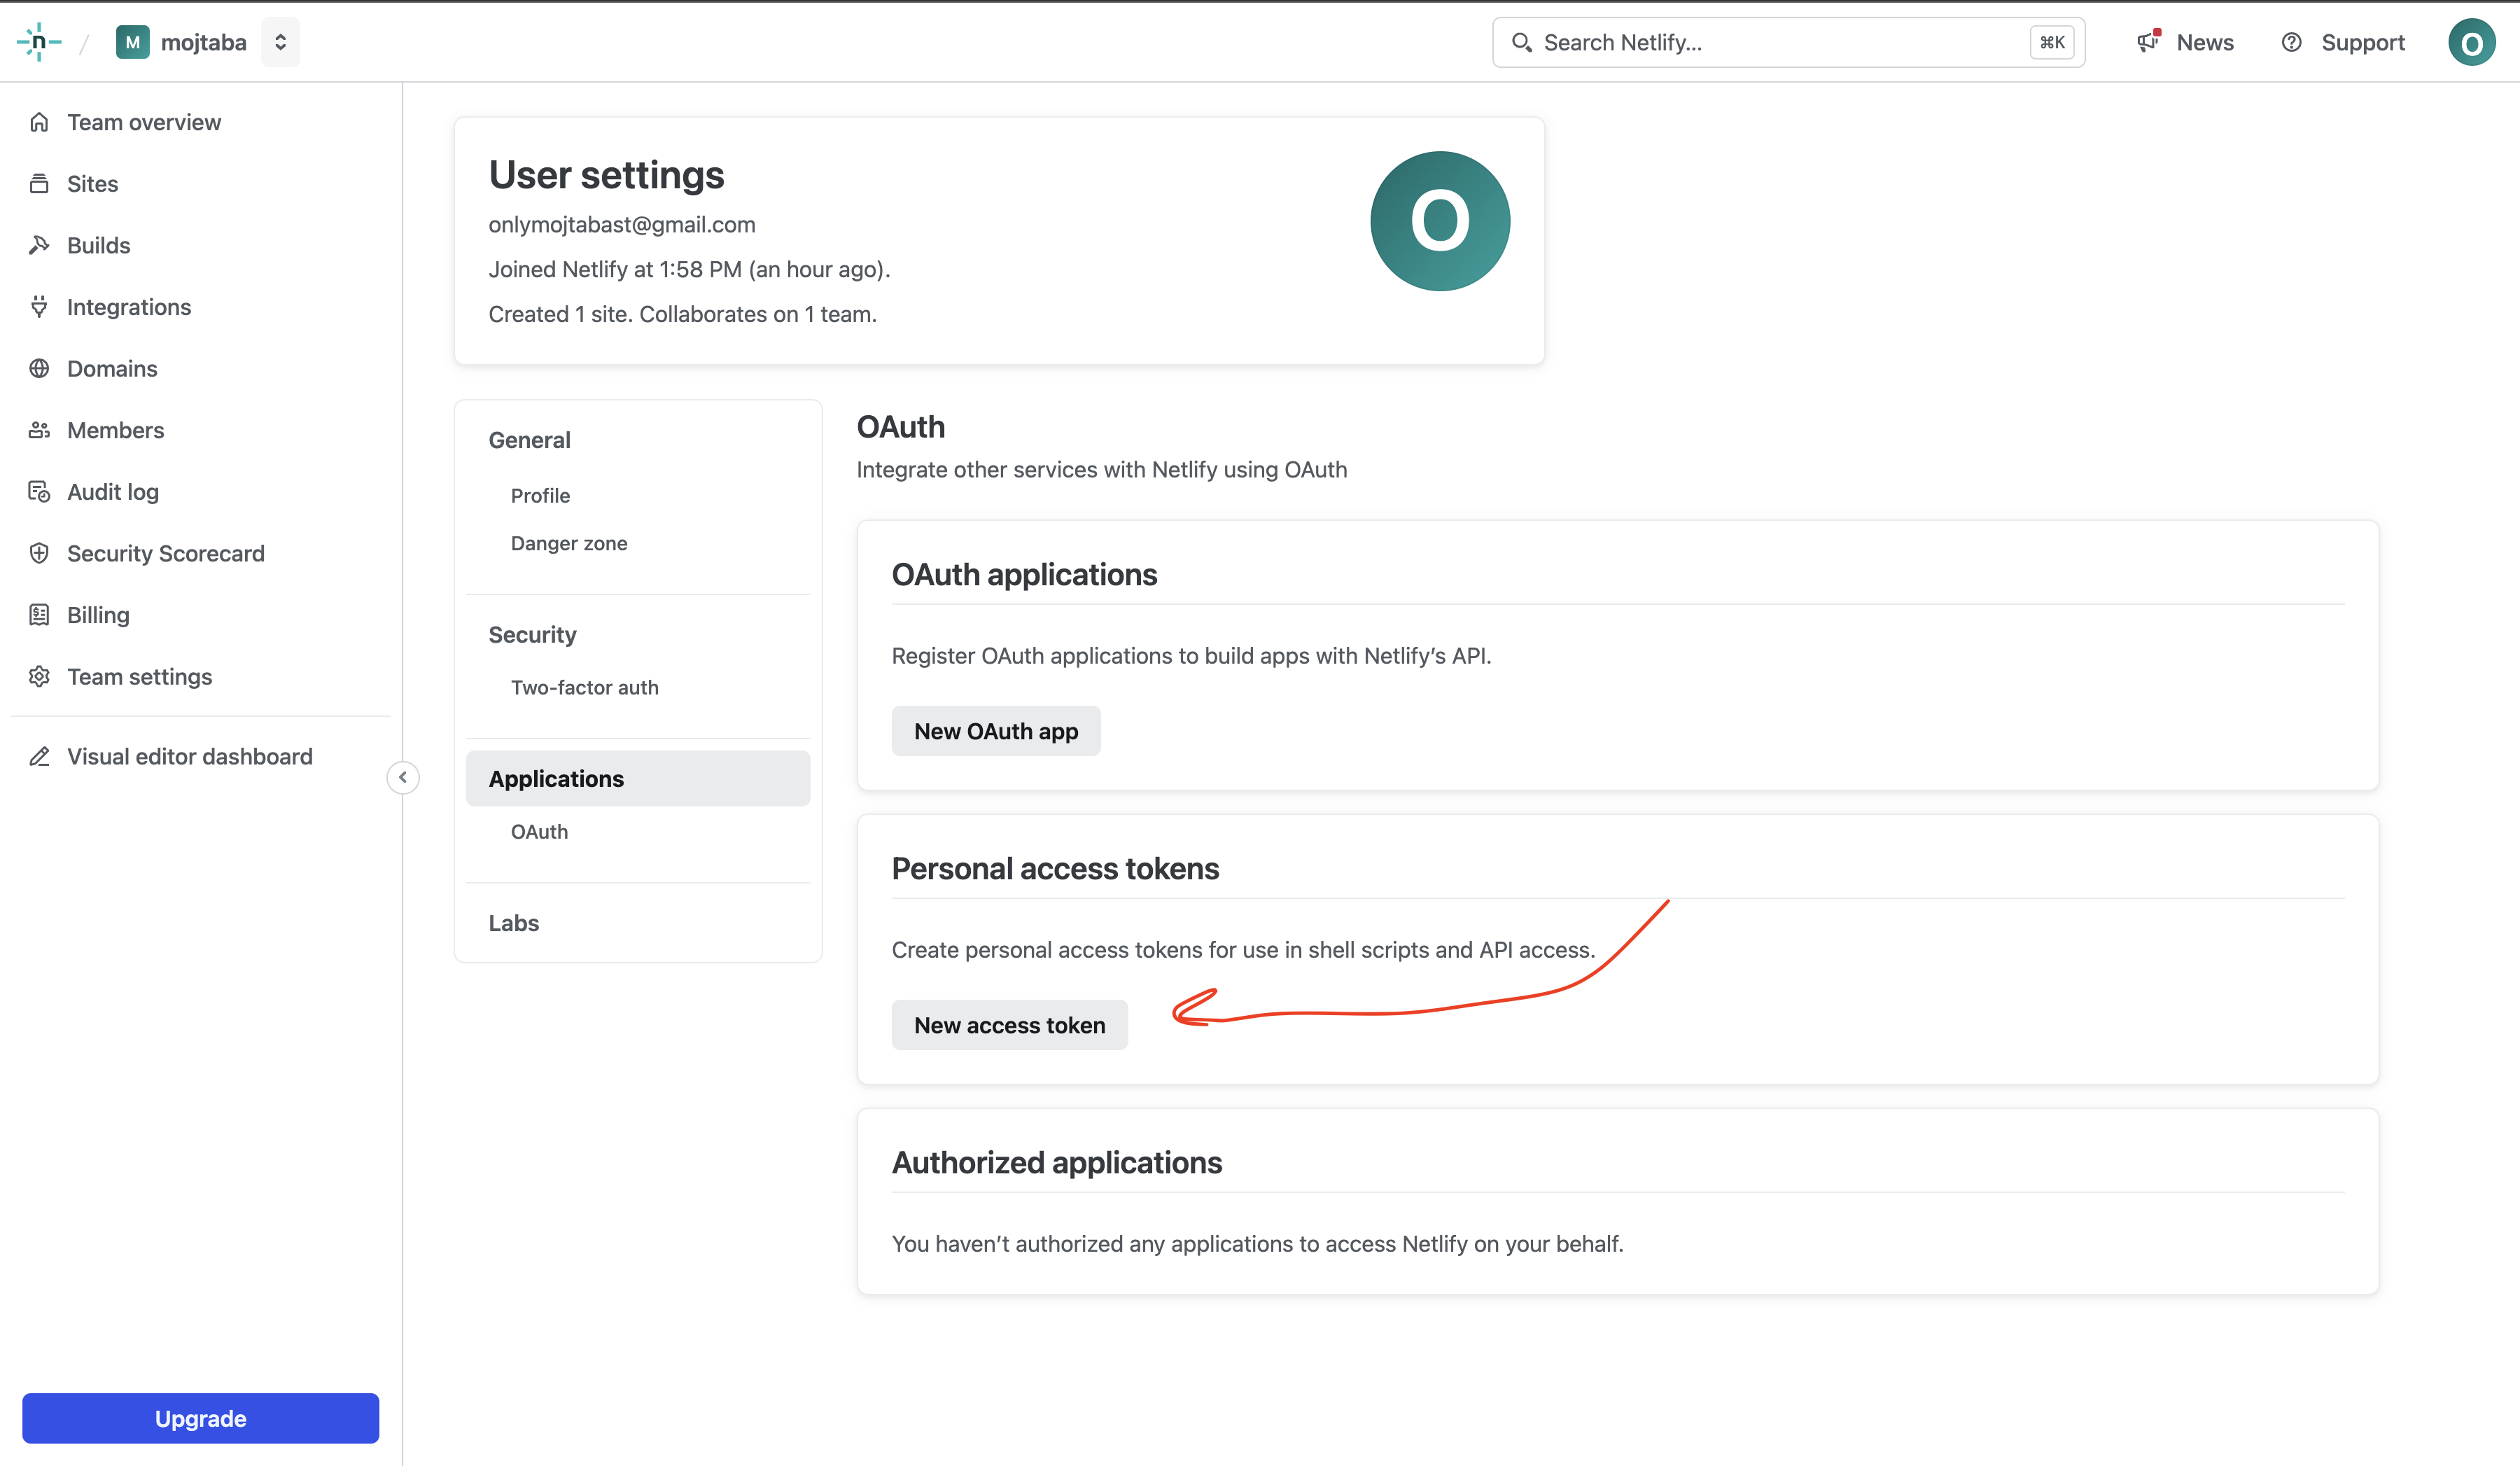 n / M mojtaba
Search Netlify... ⌘K
News
Support
O
Team overview
Sites
Builds
Integrations
Domains
Members
Audit log
Security Scorecard
Billing
Team settings
Visual editor dashboard
Upgrade
User settings
onlymojtabast@gmail.com
Joined Netlify at 1:58 PM (an hour ago).
Created 1 site. Collaborates on 1 team.
O
General
Profile
Danger zone
Security
Two-factor auth
Applications
OAuth
Labs
OAuth
Integrate other services with Netlify using OAuth
OAuth applications
Register OAuth applications to build apps with Netlify’s API.
New OAuth app
Personal access tokens
Create personal access tokens for use in shell scripts and API access.
New access token
Authorized applications
You haven’t authorized any applications to access Netlify on your behalf.